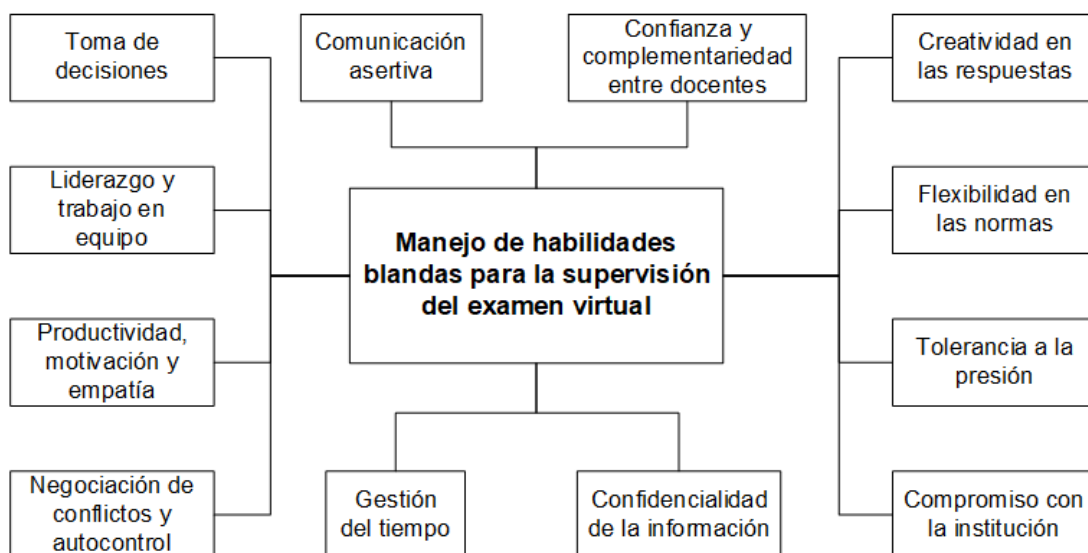 Toma de
decisiones
Comunicación
asertiva
Confianza y
complementariedad
entre docentes
Creatividad en
las respuestas
Liderazgo y
trabajo en
equipo
Manejo de habilidades
blandas para la supervisión
del examen virtual
Flexibilidad en
las normas
Productividad,
motivación y
empatía
Tolerancia a la
presión
Negociación de
conflictos y
autocontrol
Gestión
del tiempo
Confidencialidad
de la información
Compromiso con
la institución